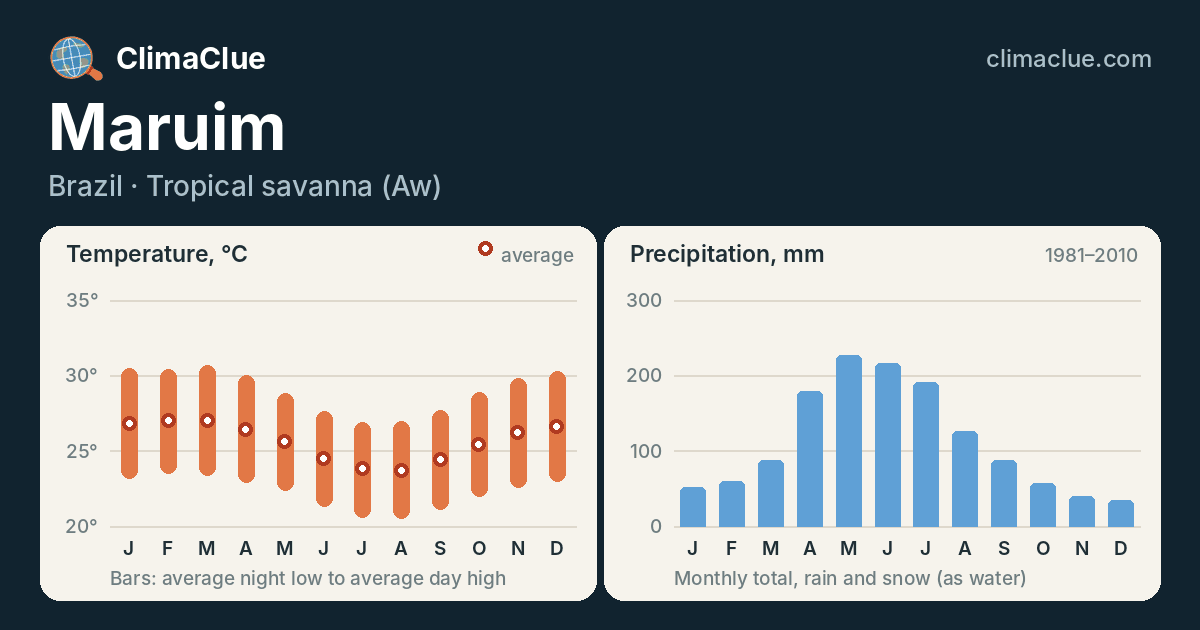 ClimaClue
climaclue.com
Maruim
Brazil · Tropical savanna (Aw)
Temperature, °C
average
35°
30°
25°
20°
J F M A M J J A S O N D
Bars: average night low to average day high
Precipitation, mm
1981–2010
300
200
100
0
J F M A M J J A S O N D
Monthly total, rain and snow (as water)